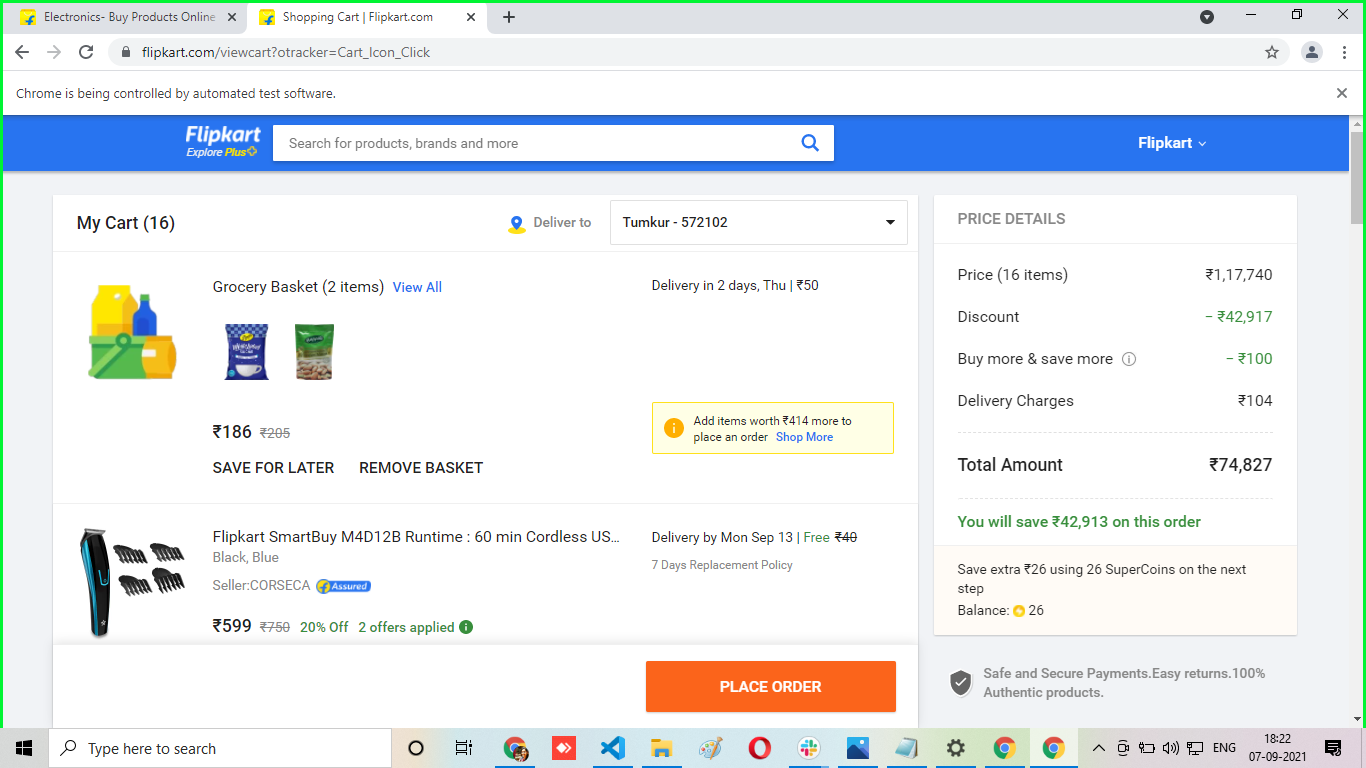 Electronics- Buy Products Online
Shopping Cart | Flipkart.com
flipkart.com/viewcart?otracker=Cart_Icon_Click
Chrome is being controlled by automated test software.
Flipkart
Explore Plus
Search for products, brands and more
Flipkart
My Cart (16)
Deliver to
Tumkur - 572102
Grocery Basket (2 items) View All
Delivery in 2 days, Thu | ₹50
₹186 ₹205
Add items worth ₹414 more to
place an order Shop More
SAVE FOR LATER REMOVE BASKET
Flipkart SmartBuy M4D12B Runtime : 60 min Cordless US...
Black, Blue
Seller:CORSECA Assured
Delivery by Mon Sep 13 | Free ₹40
7 Days Replacement Policy
₹599 ₹750 20% Off 2 offers applied
PLACE ORDER
PRICE DETAILS
Price (16 items) ₹1,17,740
Discount − ₹42,917
Buy more & save more − ₹100
Delivery Charges ₹104
Total Amount ₹74,827
You will save ₹42,913 on this order
Save extra ₹26 using 26 SuperCoins on the next
step
Balance: 26
Safe and Secure Payments.Easy returns.100%
Authentic products.
Type here to search
ENG
18:22
07-09-2021